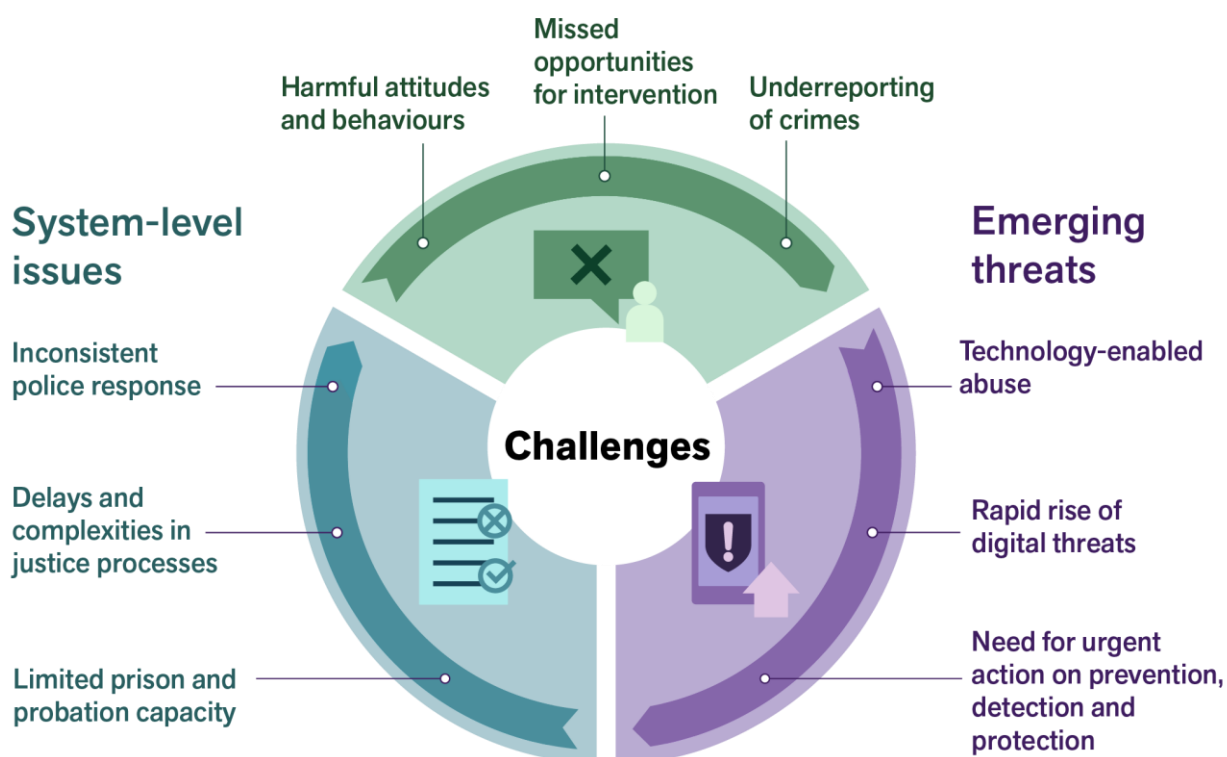 Missed
opportunities
for intervention
Harmful attitudes
and behaviours
Underreporting
of crimes
System-level
issues
Inconsistent
police response
Delays and
complexities in
justice processes
Limited prison and
probation capacity
Challenges
Emerging
threats
Technology-enabled
abuse
Rapid rise of
digital threats
Need for urgent
action on prevention,
detection and
protection